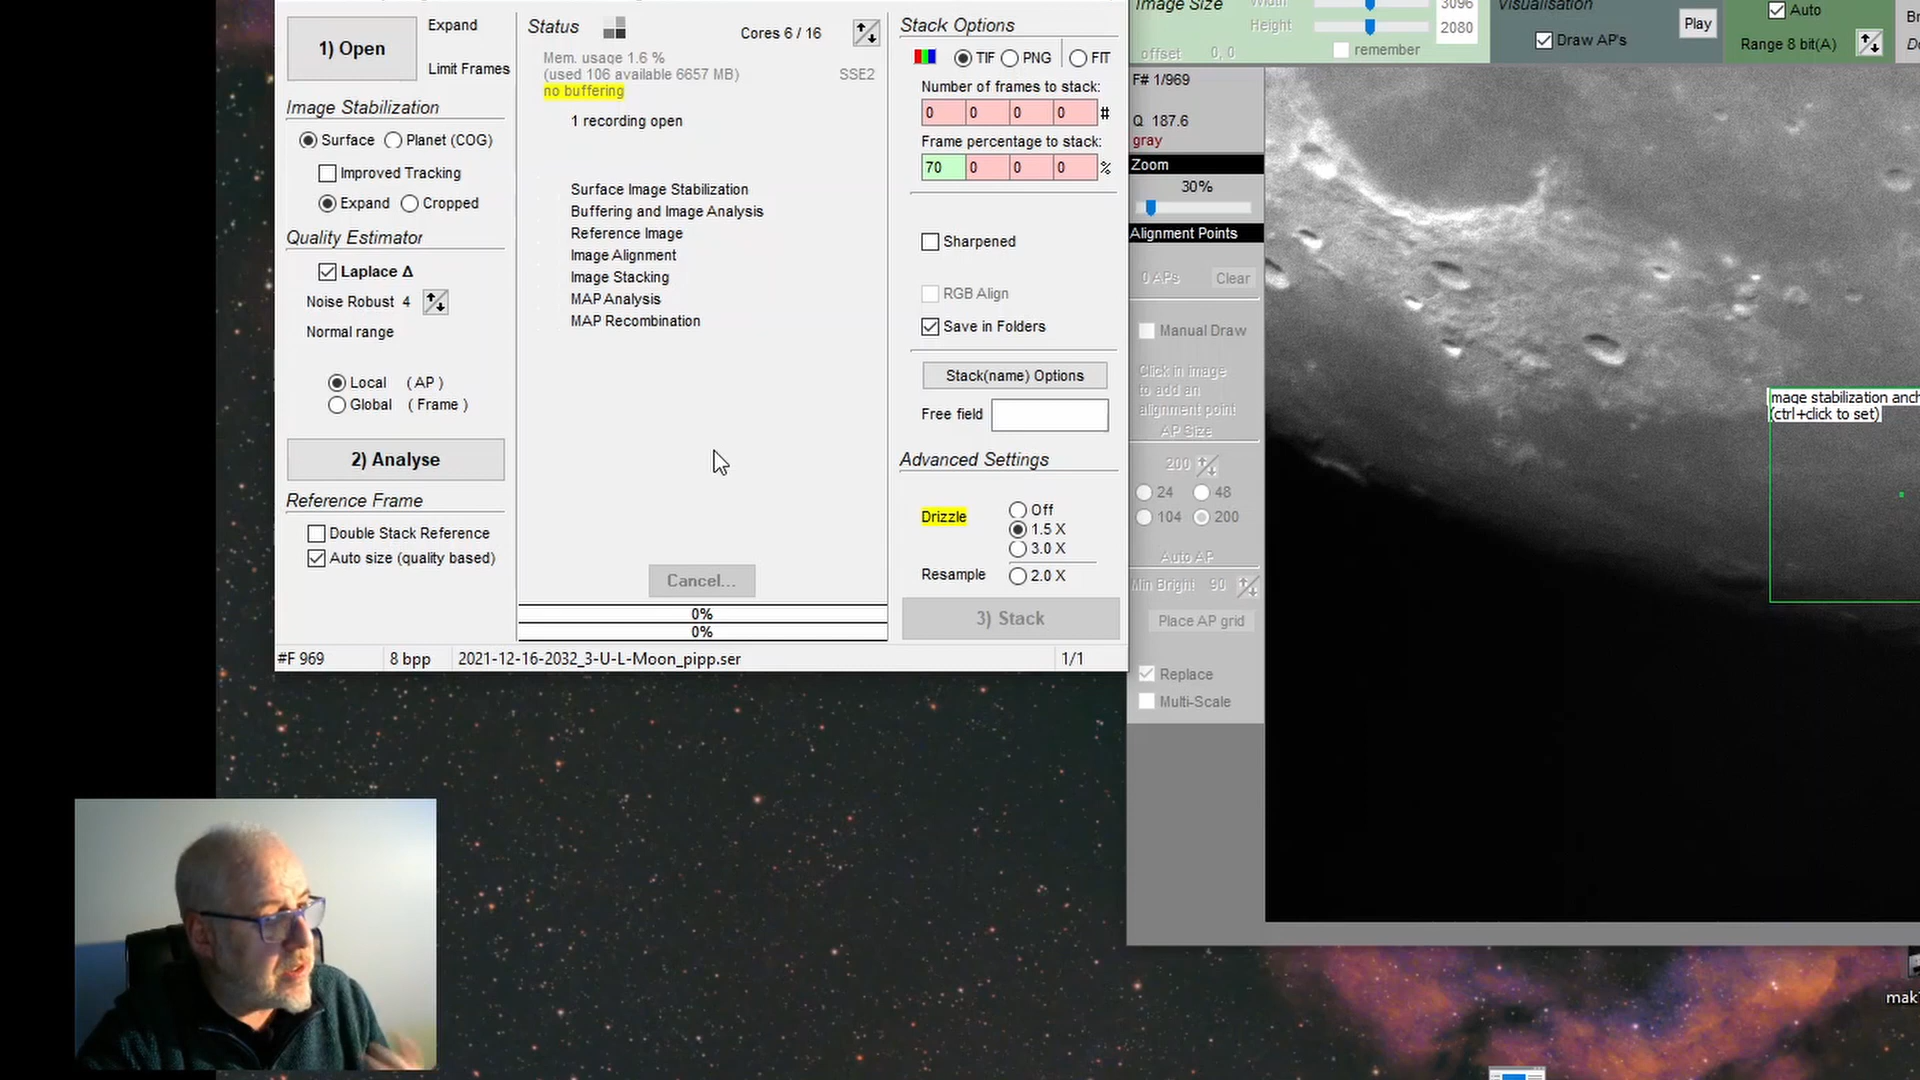 1) Open
Expand
Limit Frames
Image Stabilization
Surface
Planet (COG)
Improved Tracking
Expand
Cropped
Quality Estimator
Laplace Δ
Noise Robust 4
Normal range
Local ( AP )
Global ( Frame )
2) Analyse
Reference Frame
Double Stack Reference
Auto size (quality based)
Status
Cores 6 / 16
Mem. usage 1.6 %
(used 106 available 6657 MB)
SSE2
no buffering
1 recording open
Surface Image Stabilization
Buffering and Image Analysis
Reference Image
Image Alignment
Image Stacking
MAP Analysis
MAP Recombination
Cancel...
0%
0%
Stack Options
TIF
PNG
FIT
Number of frames to stack:
0 0 0 0 #
Frame percentage to stack:
70 0 0 0 %
Sharpened
RGB Align
Save in Folders
Stack(name) Options
Free field
Advanced Settings
Drizzle
Off
1.5 X
3.0 X
Resample
2.0 X
3) Stack
#F 969
8 bpp
2021-12-16-2032_3-U-L-Moon_pipp.ser
1/1
Image Size
Width
3096
Height
2080
offset 0, 0
remember
Visualisation
Draw AP's
Play
Auto
Range 8 bit(A)
F# 1/969
Q 187.6
gray
Zoom
30%
Alignment Points
0 APs
Clear
Manual Draw
Click in image
to add an
alignment point
AP Size
200
24
48
104
200
Auto AP
Min Bright 90
Place AP grid
Replace
Multi-Scale
mage stabilization anch
(ctrl+click to set)
mak